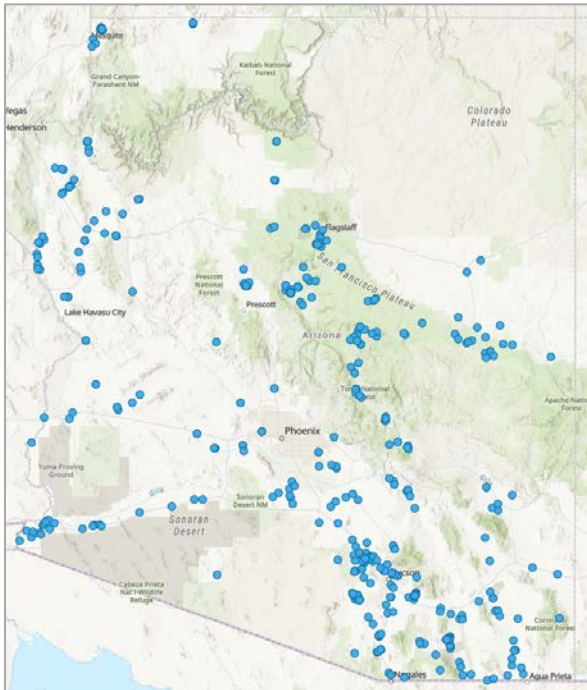 Mesquite
Kaibab National
Forest
Grand Canyon-
Parashant NM
Vegas
Henderson
Colorado
Plateau
Flagstaff
San Francisco Plateau
Prescott
National
Forest
Prescott
Lake Havasu City
Arizona
Apache
Phoenix
Yuma Proving
Ground
Gila
Sonoran
Desert NM
Sonoran
Desert
Cabeza Prieta
Nat'l Wildlife
Refuge
National Forest
Nogales
Agua Prieta